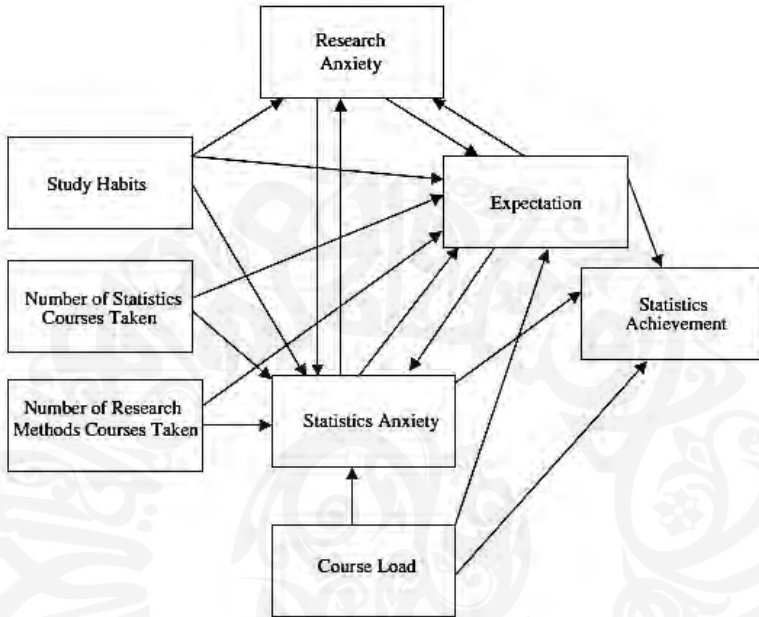 Research
Anxiety
Study Habits
Expectation
Number of Statistics
Courses Taken
Statistics
Achievement
Number of Research
Methods Courses Taken
Statistics Anxiety
Course Load